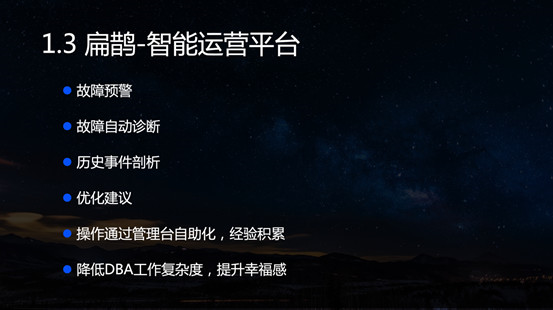 1.3 扁鹊-智能运营平台
故障预警
故障自动诊断
历史事件剖析
优化建议
操作通过管理台自助化，经验积累
降低DBA工作复杂度，提升幸福感